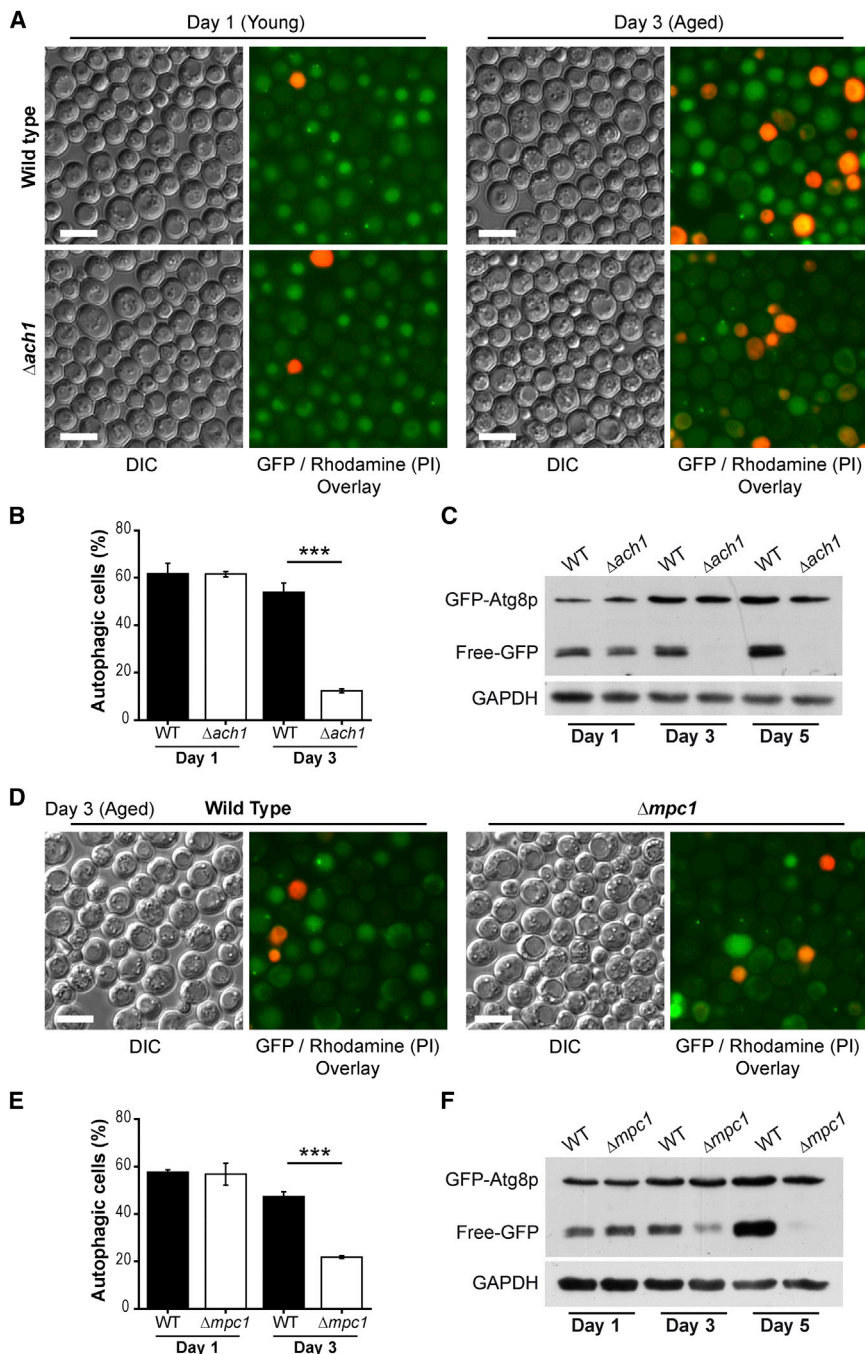 A
Day 1 (Young)
Day 3 (Aged)
Wild type
Δach1
DIC
GFP / Rhodamine (PI)
Overlay
DIC
GFP / Rhodamine (PI)
Overlay
B
Autophagic cells (%)
80
60
40
20
0
***
WT
Δach1
WT
Δach1
Day 1
Day 3
C
WT
Δach1
WT
Δach1
WT
Δach1
GFP-Atg8p
Free-GFP
GAPDH
Day 1
Day 3
Day 5
D
Day 3 (Aged)
Wild Type
Δmpc1
DIC
GFP / Rhodamine (PI)
Overlay
DIC
GFP / Rhodamine (PI)
Overlay
E
Autophagic cells (%)
80
60
40
20
0
***
WT
Δmpc1
WT
Δmpc1
Day 1
Day 3
F
WT
Δmpc1
WT
Δmpc1
WT
Δmpc1
GFP-Atg8p
Free-GFP
GAPDH
Day 1
Day 3
Day 5